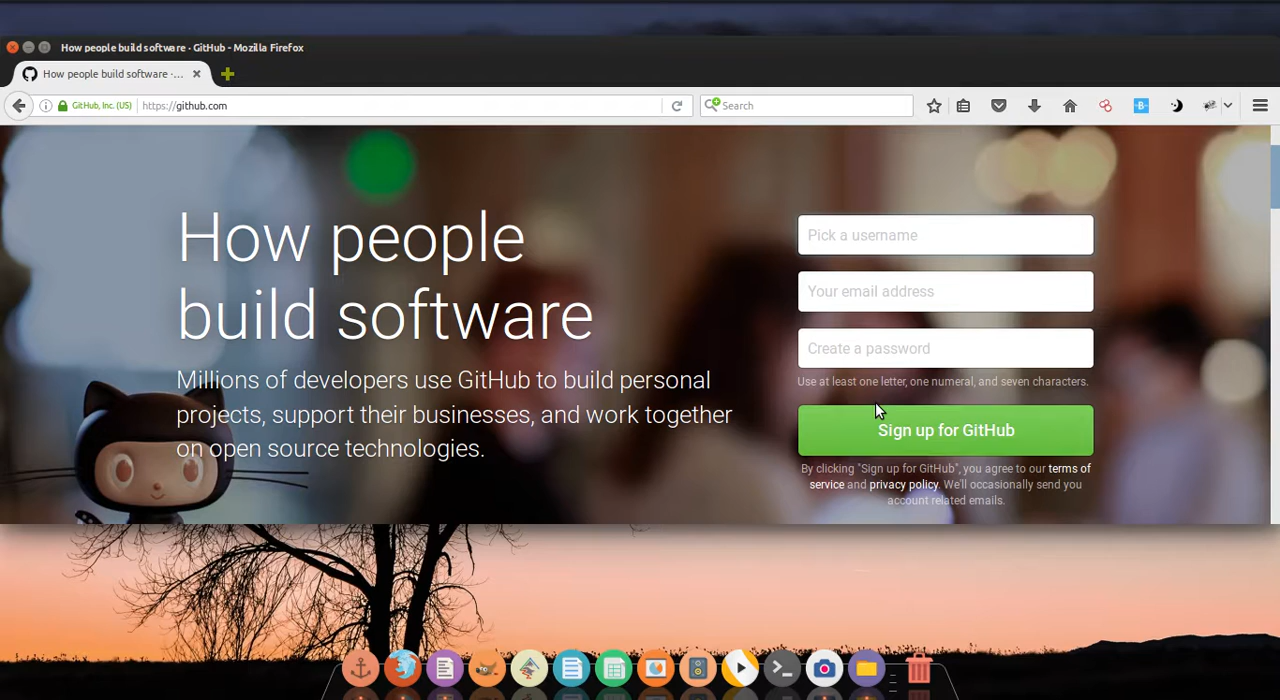 How people build software · GitHub - Mozilla Firefox
How people build software ·...
GitHub, Inc. (US)
https://github.com
Search
How people
build software
Millions of developers use GitHub to build personal
projects, support their businesses, and work together
on open source technologies.
Pick a username
Your email address
Create a password
Use at least one letter, one numeral, and seven characters.
Sign up for GitHub
By clicking "Sign up for GitHub", you agree to our terms of
service and privacy policy. We'll occasionally send you
account related emails.